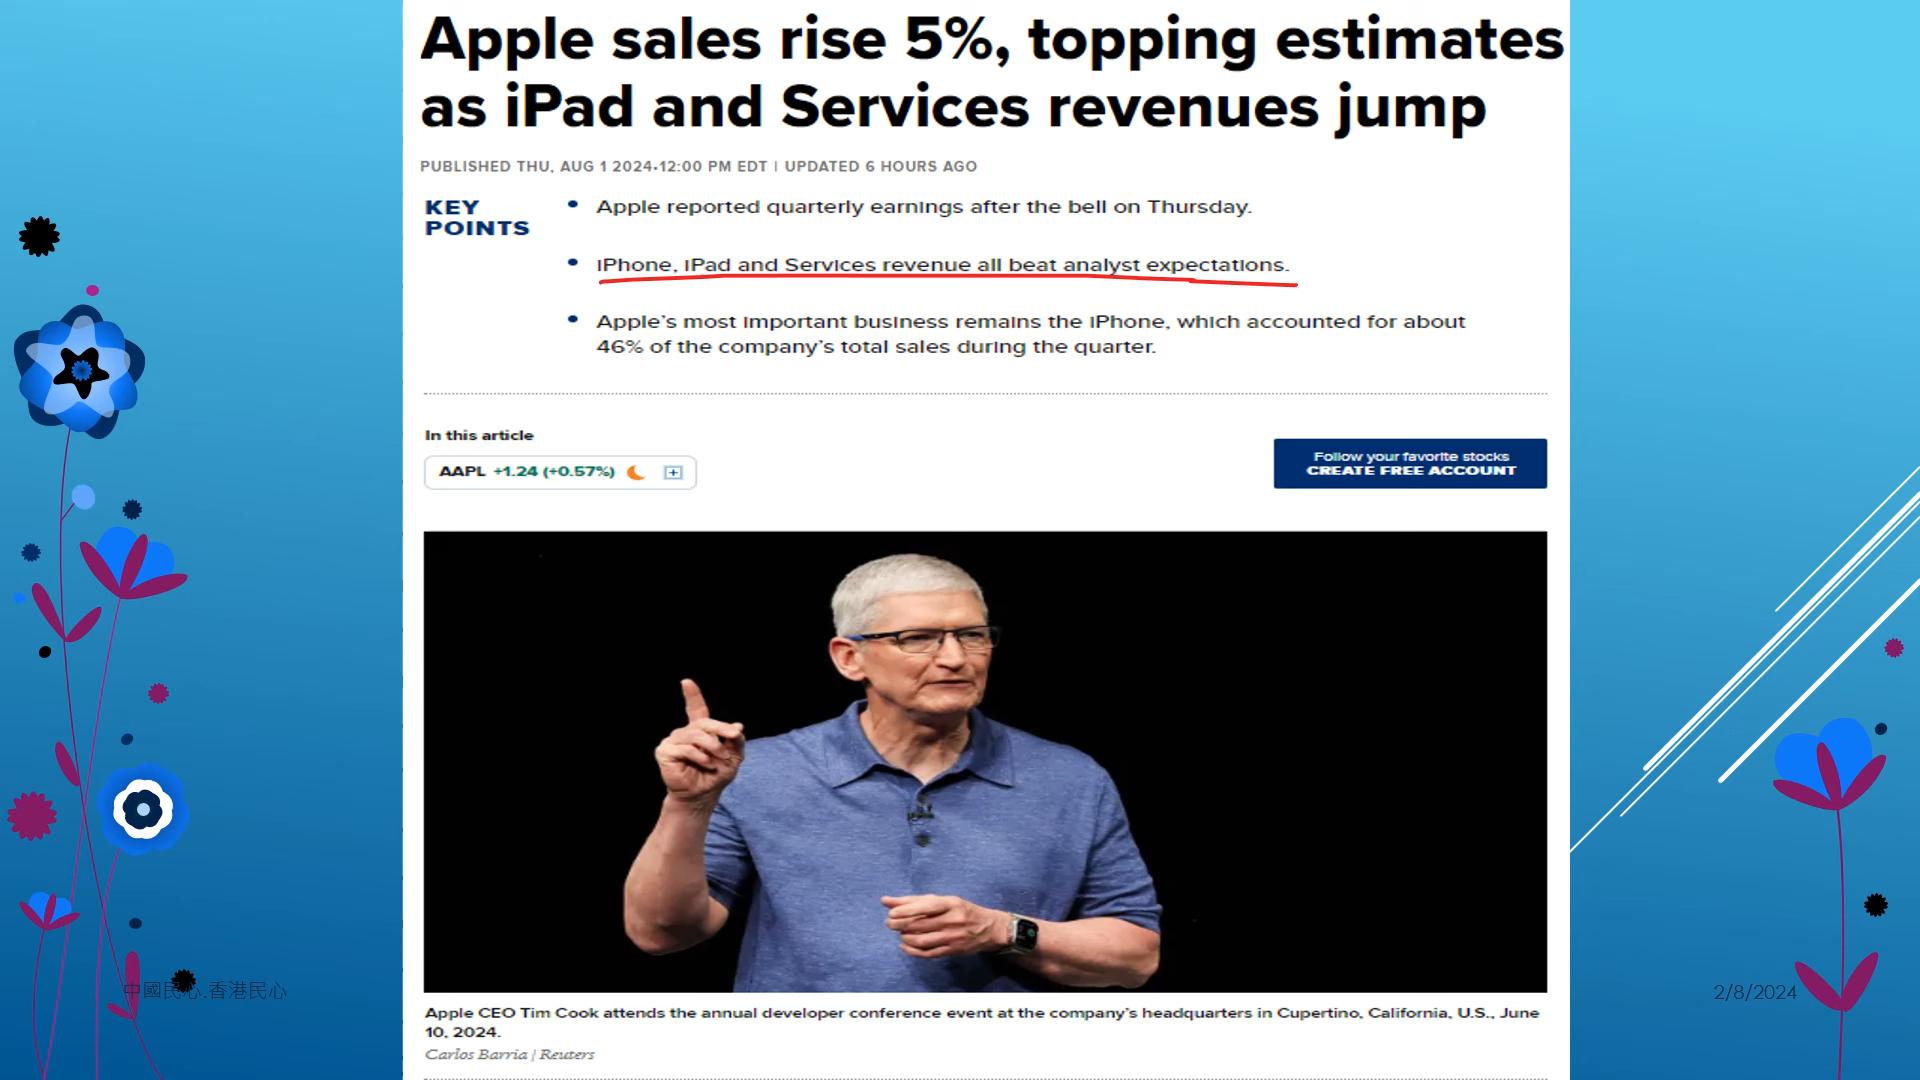 Apple sales rise 5%, topping estimates
as iPad and Services revenues jump
PUBLISHED THU, AUG 1 2024•12:00 PM EDT | UPDATED 6 HOURS AGO
KEY
POINTS
Apple reported quarterly earnings after the bell on Thursday.
iPhone, iPad and Services revenue all beat analyst expectations.
Apple’s most important business remains the iPhone, which accounted for about
46% of the company’s total sales during the quarter.
In this article
AAPL +1.24 (+0.57%)
Follow your favorite stocks
CREATE FREE ACCOUNT
Apple CEO Tim Cook attends the annual developer conference event at the company’s headquarters in Cupertino, California, U.S., June
10, 2024.
Carlos Barria | Reuters
中國民心.香港民心
2/8/2024